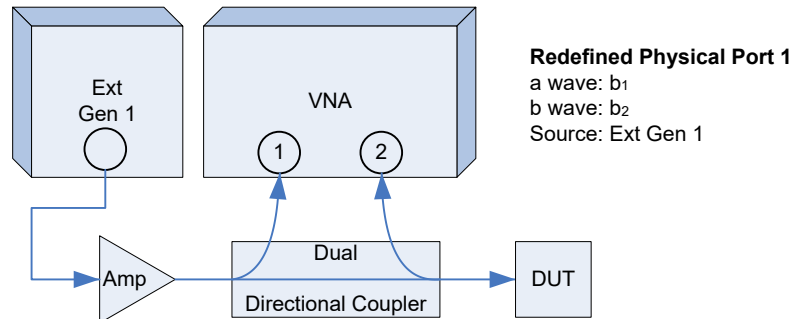 Ext
Gen 1
VNA
1
2
Redefined Physical Port 1
a wave: b1
b wave: b2
Source: Ext Gen 1
Amp
Dual
Directional Coupler
DUT